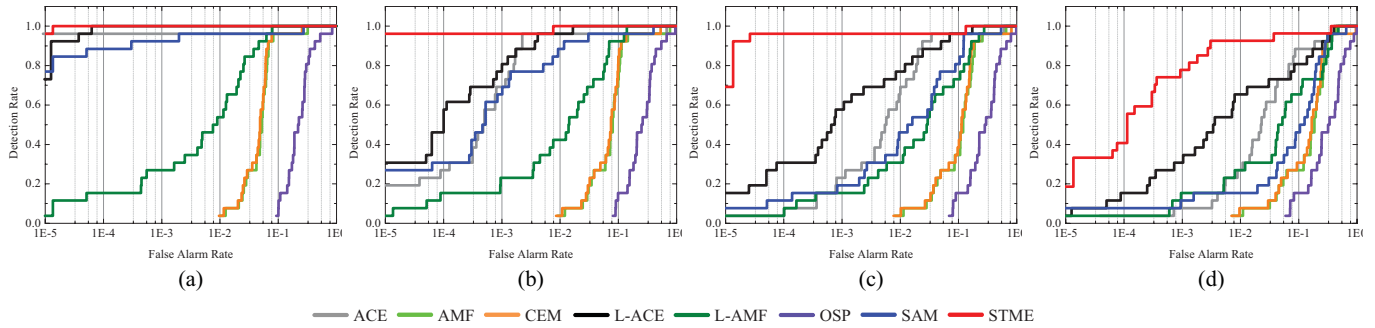 Detection Rate
1.0
0.8
0.6
0.4
0.2
0.0
1E-5 1E-4 1E-3 1E-2 1E-1 1E0
False Alarm Rate
(a)
Detection Rate
1.0
0.8
0.6
0.4
0.2
0.0
1E-5 1E-4 1E-3 1E-2 1E-1 1E0
False Alarm Rate
(b)
Detection Rate
1.0
0.8
0.6
0.4
0.2
0.0
1E-5 1E-4 1E-3 1E-2 1E-1 1E0
False Alarm Rate
(c)
Detection Rate
1.0
0.8
0.6
0.4
0.2
0.0
1E-5 1E-4 1E-3 1E-2 1E-1 1E0
False Alarm Rate
(d)
ACE AMF CEM L-ACE L-AMF OSP SAM STME